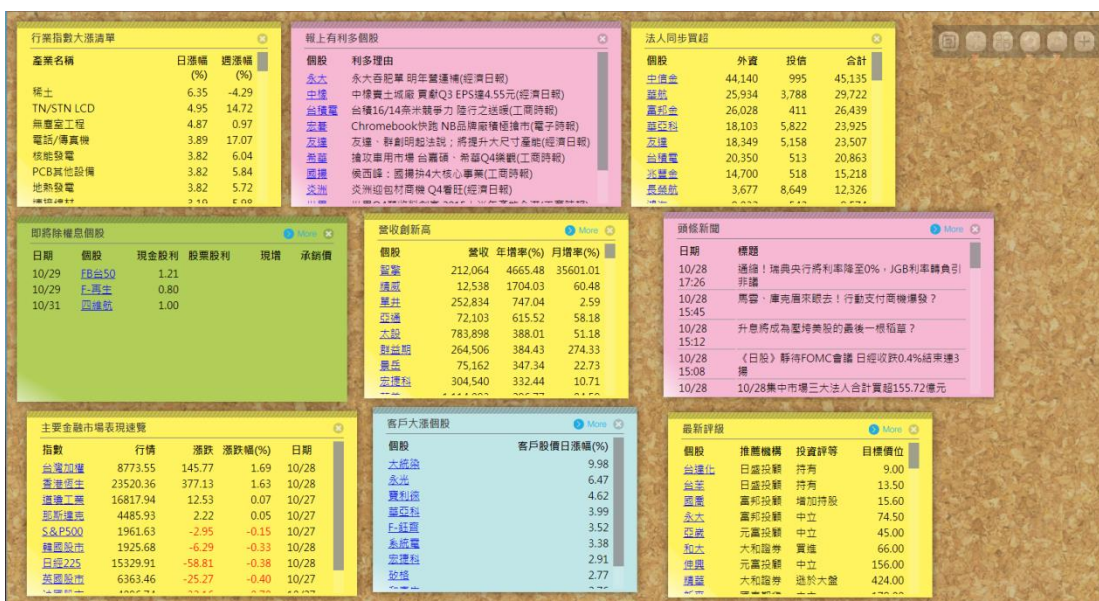 行業指數大漲清單
產業名稱 日漲幅(%) 週漲幅(%)
稀土 6.35 -4.29
TN/STN LCD 4.95 14.72
無塵室工程 4.87 0.97
電話/傳真機 3.89 17.07
核能發電 3.82 6.04
PCB其他設備 3.82 5.84
地熱發電 3.82 5.72
報上有利多個股
個股 利多理由
永大 永大吞肥單 明年營運補(經濟日報)
中橡 中橡賣土城廠 貢獻Q3 EPS達4.55元(經濟日報)
台積電 台積16/14奈米競爭力 陸行之送暖(工商時報)
宏碁 Chromebook快跑 NB品牌廠積極搶市(電子時報)
友達 友達、群創明起法說；將提升大尺寸產能(經濟日報)
希華 搶攻車用市場 台嘉碩、希華Q4樂觀(工商時報)
國揚 侯西峰：國揚抉4大核心事業(工商時報)
炎洲 炎洲迎包材商機 Q4看旺(經濟日報)
法人同步買超
個股 外資 投信 合計
中信金 44,140 995 45,135
華航 25,934 3,788 29,722
富邦金 26,028 411 26,439
華亞科 18,103 5,822 23,925
友達 18,349 5,158 23,507
台積電 20,350 513 20,863
兆豐金 14,700 518 15,218
長榮航 3,677 8,649 12,326
即將除權息個股 More
日期 個股 現金股利 股票股利 現增 承銷價
10/29 FB台50 1.21
10/29 F-再生 0.80
10/31 四維航 1.00
營收創新高 More
個股 營收 年增率(%) 月增率(%)
智擎 212,064 4665.48 35601.01
精威 12,538 1704.03 60.48
單井 252,834 747.04 2.59
亞通 72,103 615.52 58.18
太設 783,898 388.01 51.18
群益期 264,506 384.43 274.33
景岳 75,162 347.34 22.73
宏捷科 304,540 332.44 10.71
頭條新聞 More
日期 標題
10/28 17:26 通縮！瑞典央行將利率降至0%，JGB利率轉負引非議
10/28 15:45 馬雲、庫克眉來眼去！行動支付商機爆發？
10/28 15:12 升息將成為壓垮美股的最後一根稻草？
10/28 15:08 《日股》靜待FOMC會議 日經收跌0.4%結束連3揚
10/28 10/28集中市場三大法人合計買超155.72億元
主要金融市場表現速覽
指數 行情 漲跌 漲跌幅(%) 日期
台灣加權 8773.55 145.77 1.69 10/28
香港恆生 23520.36 377.13 1.63 10/28
道瓊工業 16817.94 12.53 0.07 10/27
那斯達克 4485.93 2.22 0.05 10/27
S&P500 1961.63 -2.95 -0.15 10/27
韓國股市 1925.68 -6.29 -0.33 10/28
日經225 15329.91 -58.81 -0.38 10/28
英國股市 6363.46 -25.27 -0.40 10/27
客戶大漲個股 More
個股 客戶股價日漲幅(%)
大統染 9.98
永光 6.47
寶利徠 4.62
華亞科 3.99
F-鈺齊 3.52
系統電 3.38
宏捷科 2.91
矽格 2.77
最新評級 More
個股 推薦機構 投資評等 目標價位
台達化 日盛投顧 持有 9.00
台苯 日盛投顧 持有 13.50
國喬 富邦投顧 增加持股 15.60
永大 富邦投顧 中立 74.50
亞崴 元富投顧 中立 45.00
和大 大和證券 買進 66.00
伸興 元富投顧 中立 156.00
精華 大和證券 遜於大盤 424.00